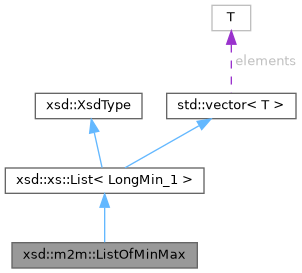 T
elements
xsd::XsdType
std::vector< T >
xsd::xs::List< LongMin_1 >
xsd::m2m::ListOfMinMax